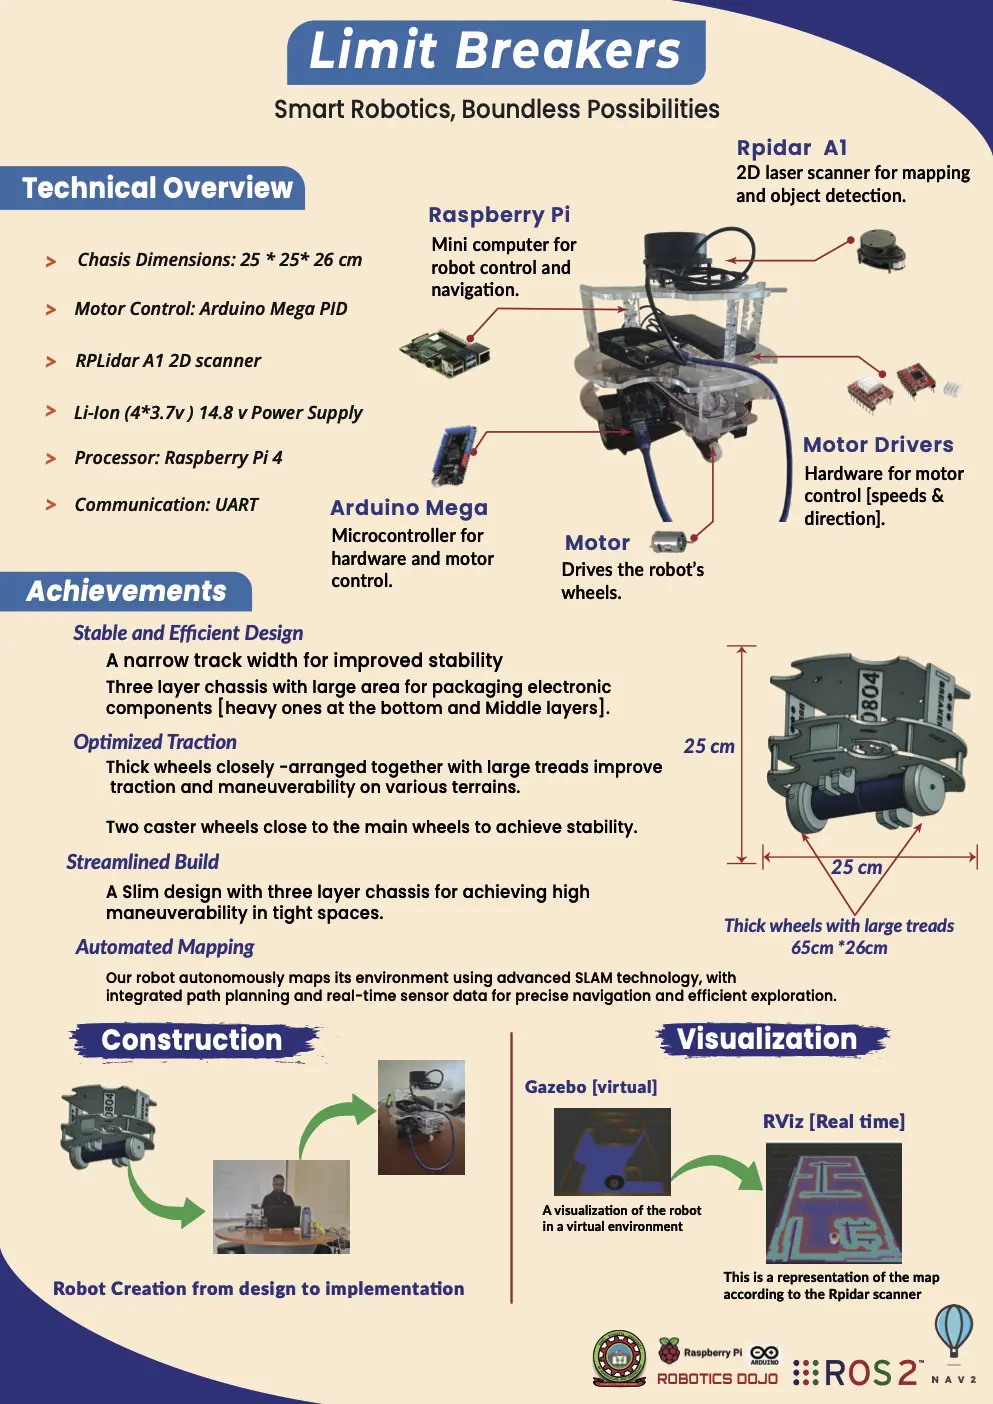 Limit Breakers
Smart Robotics, Boundless Possibilities
Technical Overview
> Chasis Dimensions: 25 * 25* 26 cm
> Motor Control: Arduino Mega PID
> RPLidar A1 2D scanner
> Li-Ion (4*3.7v ) 14.8 v Power Supply
> Processor: Raspberry Pi 4
> Communication: UART
Rpidar A1
2D laser scanner for mapping
and object detection.
Raspberry Pi
Mini computer for
robot control and
navigation.
Motor Drivers
Hardware for motor
control [speeds &
direction].
Arduino Mega
Microcontroller for
hardware and motor
control.
Motor
Drives the robot's
wheels.
Achievements
Stable and Efficient Design
A narrow track width for improved stability
Three layer chassis with large area for packaging electronic
components [heavy ones at the bottom and Middle layers].
Optimized Traction
Thick wheels closely -arranged together with large treads improve
traction and maneuverability on various terrains.
Two caster wheels close to the main wheels to achieve stability.
Streamlined Build
A Slim design with three layer chassis for achieving high
maneuverability in tight spaces.
Automated Mapping
Our robot autonomously maps its environment using advanced SLAM technology, with
integrated path planning and real-time sensor data for precise navigation and efficient exploration.
25 cm
0804
BREAKE
25 cm
Thick wheels with large treads
65cm *26cm
Construction
0804
Robot Creation from design to implementation
Visualization
Gazebo [virtual]
A visualization of the robot
in a virtual environment
RViz [Real time]
This is a representation of the map
according to the Rpidar scanner
Raspberry Pi
ARDUINO
ROBOTICS DOJO
ROS 2™
NAV2